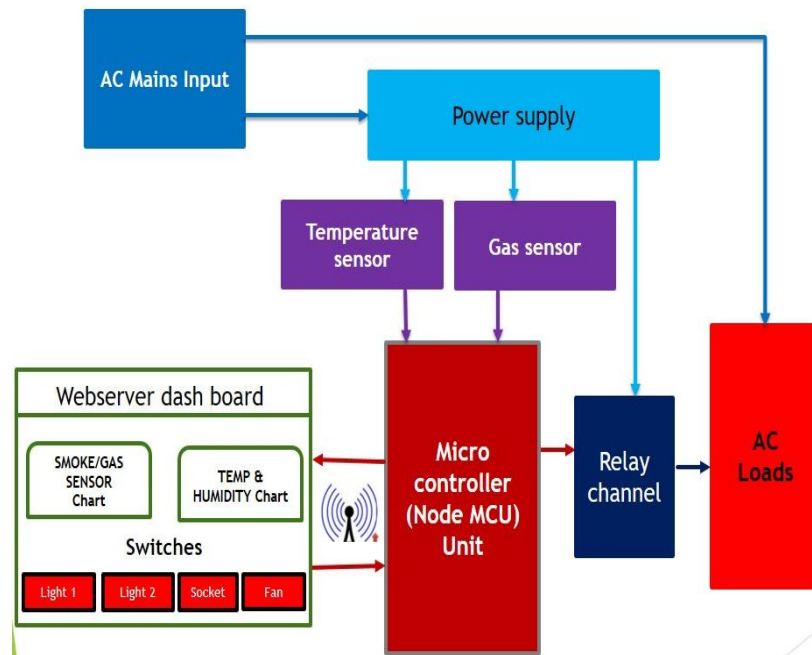 AC Mains Input
Power supply
Temperature
sensor
Gas sensor
Webserver dash board
SMOKE/GAS
SENSOR
Chart
TEMP &
HUMIDITY Chart
Switches
Light 1
Light 2
Socket
Fan
Micro
controller
(Node MCU)
Unit
Relay
channel
AC
Loads